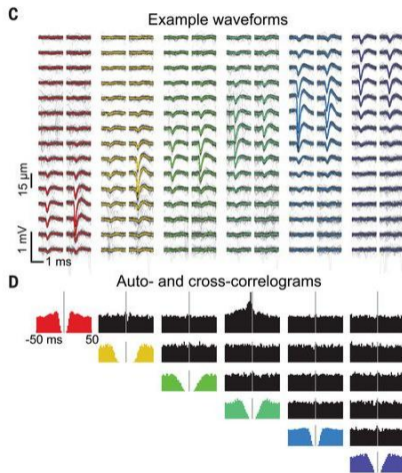 C
Example waveforms
15 μm
1 mV
1 ms
D
Auto- and cross-correlograms
-50 ms 50